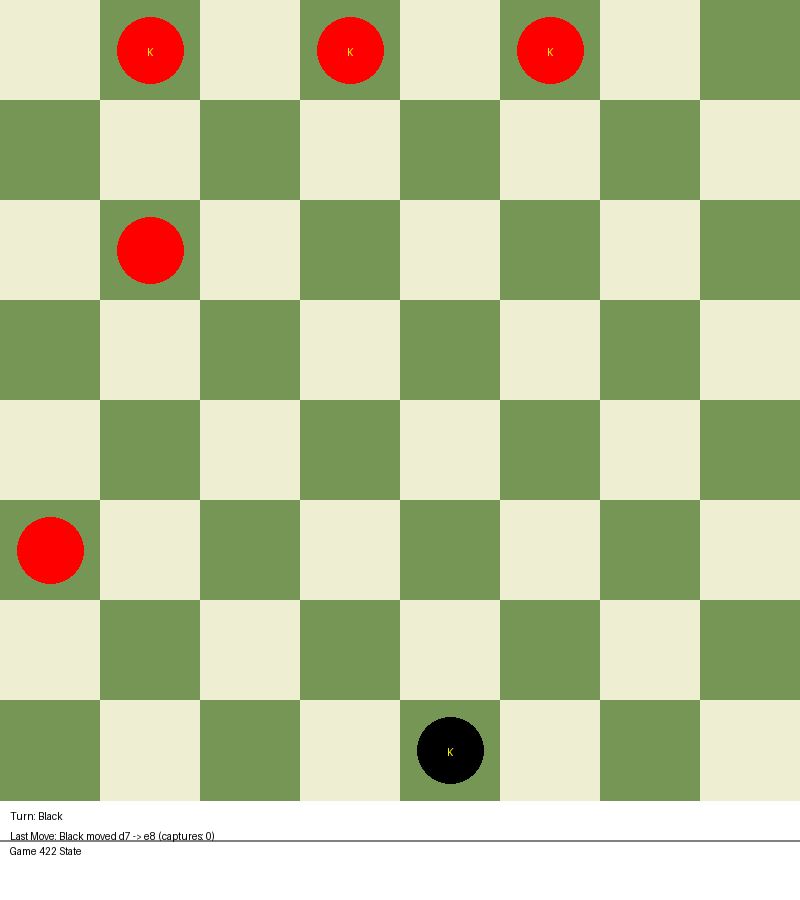 K K K
K
Turn: Black
Last Move: Black moved d7 -> e8 (captures: 0)
Game 422 State